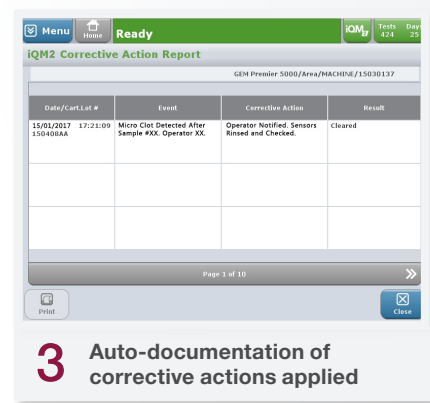 Menu Home Ready iQM2 Tests Day
424 25
iQM2 Corrective Action Report
GEM Premier 5000/Area/MACHINE/15030137
Date/Cart.Lot # Event Corrective Action Result
15/01/2017 17:21:09 Micro Clot Detected After Operator Notified. Sensors Cleared
150408AA Sample #XX. Operator XX. Rinsed and Checked.
Page 1 of 10
Print Close
3 Auto-documentation of
corrective actions applied